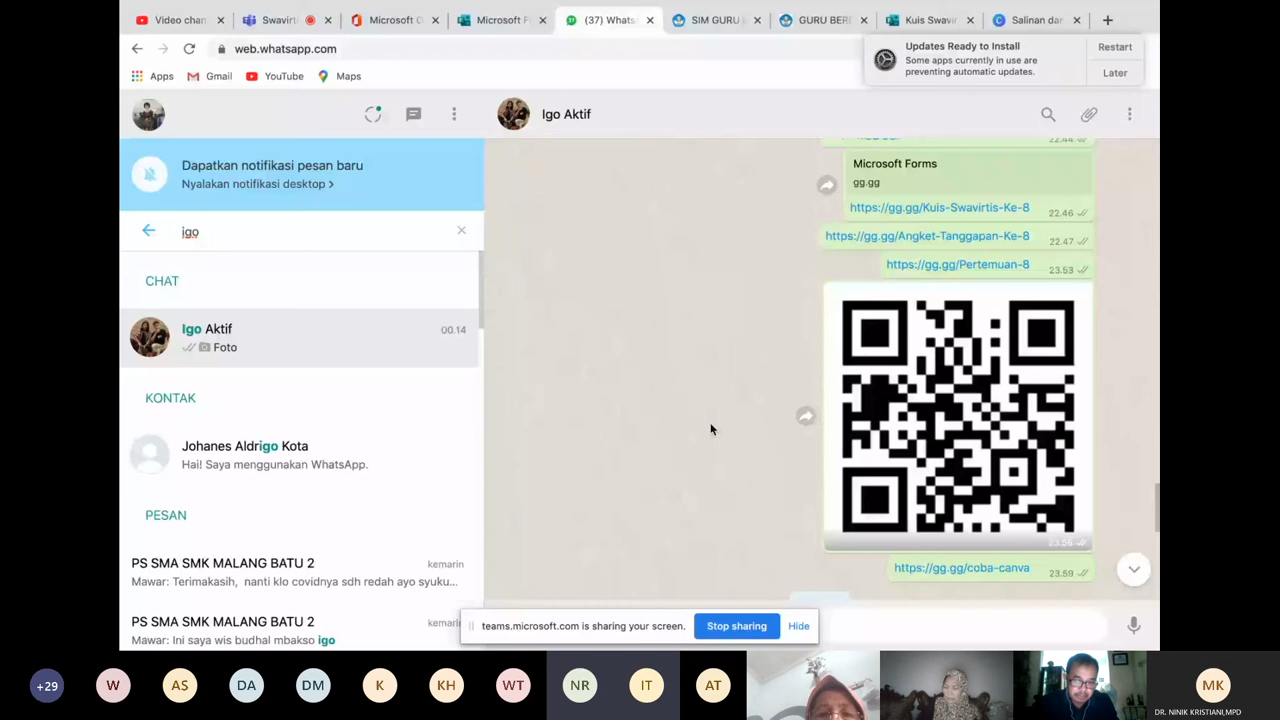 Video chan
Swavirti
Microsoft O
Microsoft F
(37) Whats
SIM GURU
GURU BER
Kuis Swavir
Salinan dar
web.whatsapp.com
Updates Ready to Install
Some apps currently in use are
preventing automatic updates.
Restart
Later
Apps
Gmail
YouTube
Maps
Igo Aktif
Dapatkan notifikasi pesan baru
Nyalakan notifikasi desktop >
igo
CHAT
Igo Aktif
00.14
Foto
KONTAK
Johanes Aldrigo Kota
Hai! Saya menggunakan WhatsApp.
PESAN
PS SMA SMK MALANG BATU 2
kemarin
Mawar: Terimakasih, nanti klo covidnya sdh redah ayo syuku...
PS SMA SMK MALANG BATU 2
Mawar: Ini saya wis budhal mbakso igo
22.44
Microsoft Forms
gg.gg
https://gg.gg/Kuis-Swavirtis-Ke-8
22.46
https://gg.gg/Angket-Tanggapan-Ke-8
22.47
https://gg.gg/Pertemuan-8
23.53
23.56
https://gg.gg/coba-canva
23.59
teams.microsoft.com is sharing your screen.
Stop sharing
Hide
+29
W
AS
DA
DM
K
KH
WT
NR
IT
AT
MK
DR. NINIK KRISTIANI,MPD